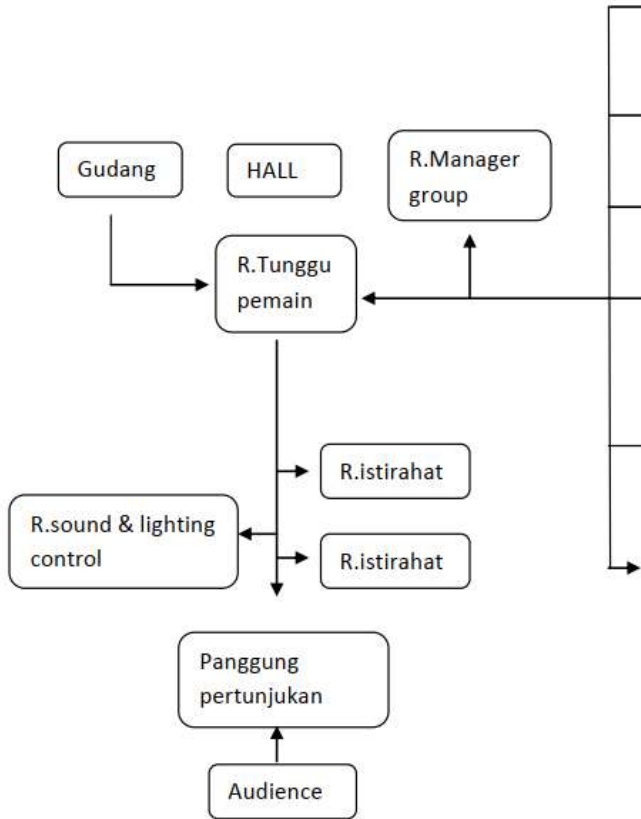 Gudang
HALL
R.Manager
group
R.Tunggu
pemain
R.istirahat
R.sound & lighting
control
R.istirahat
Panggung
pertunjukan
Audience